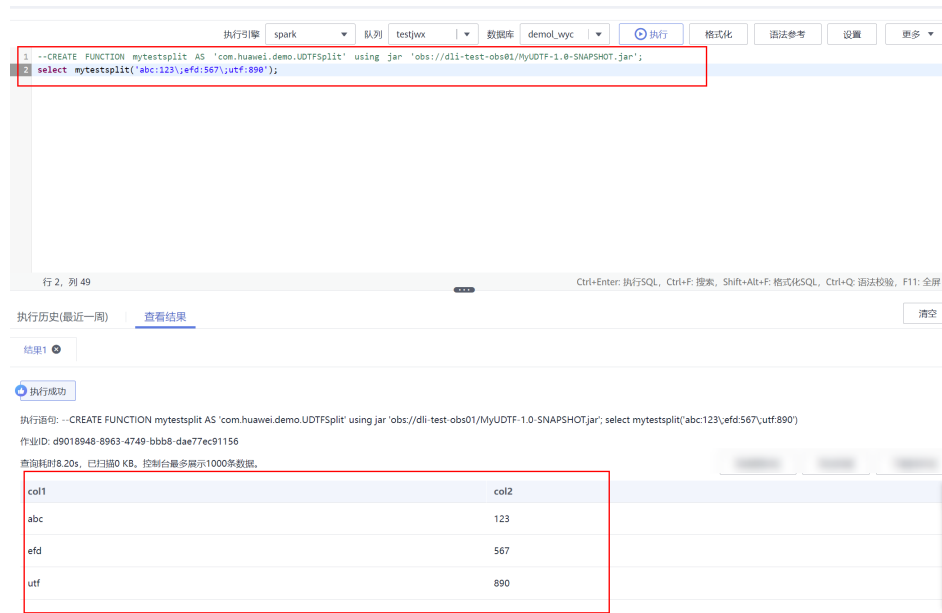 执行引擎 spark 队列 testjwx 数据库 demo1_wyc 执行 格式化 语法参考 设置 更多
1 --CREATE FUNCTION mytestsplit AS 'com.huawei.demo.UDTFSplit' using jar 'obs://dli-test-obs01/MyUDTF-1.0-SNAPSHOT.jar';
2 select mytestsplit('abc:123\;efd:567\;utf:890');
行 2，列 49 Ctrl+Enter: 执行SQL，Ctrl+F: 搜索，Shift+Alt+F: 格式化SQL，Ctrl+Q: 语法校验，F11: 全屏
执行历史(最近一周) 查看结果 清空
结果1
执行成功
执行语句: --CREATE FUNCTION mytestsplit AS 'com.huawei.demo.UDTFSplit' using jar 'obs://dli-test-obs01/MyUDTF-1.0-SNAPSHOT.jar'; select mytestsplit('abc:123\;efd:567\;utf:890')
作业ID: d9018948-8963-4749-bbb8-dae77ec91156
查询耗时8.20s，已扫描0 KB。控制台最多展示1000条数据。
col1 col2
abc 123
efd 567
utf 890